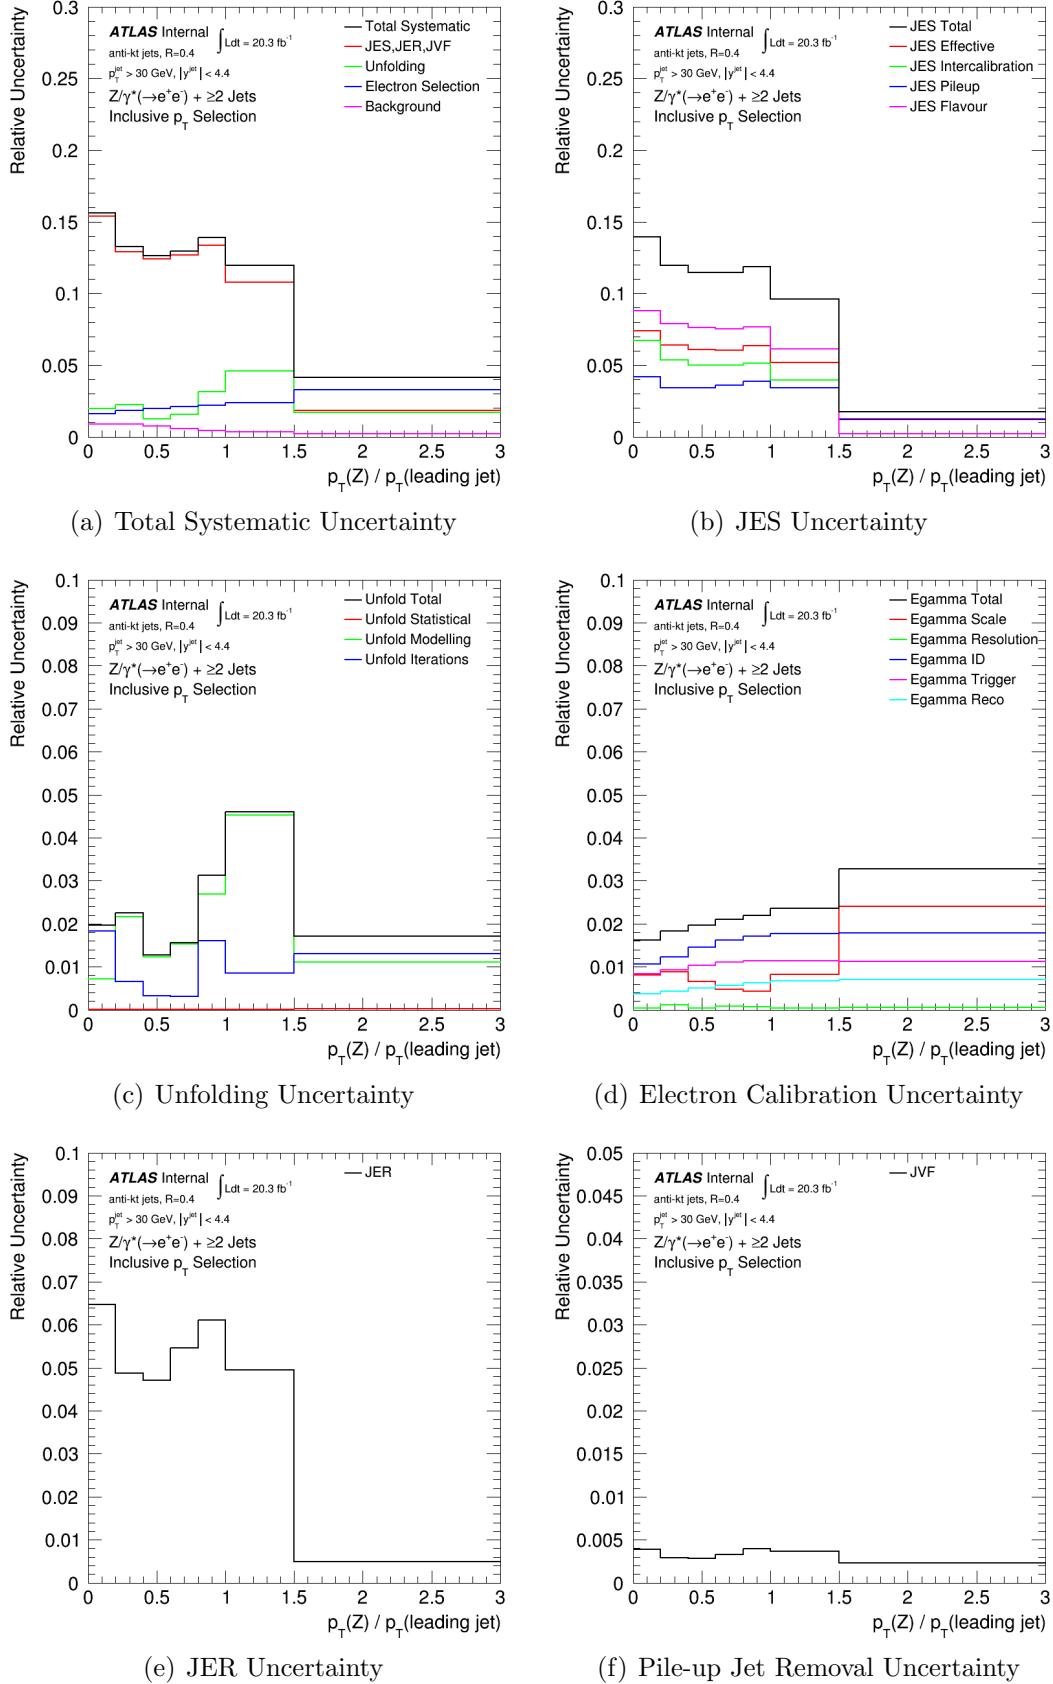 ATLAS Internal ∫Ldt = 20.3 fb⁻¹
anti-kt jets, R=0.4
p_T^jet > 30 GeV, |y^jet| < 4.4
Z/γ*(→e⁺e⁻) + ≥2 Jets
Inclusive p_T Selection
Total Systematic
JES,JER,JVF
Unfolding
Electron Selection
Background
Relative Uncertainty
0.3
0.25
0.2
0.15
0.1
0.05
0
0 0.5 1 1.5 2 2.5 3
p_T(Z) / p_T(leading jet)
(a) Total Systematic Uncertainty
ATLAS Internal ∫Ldt = 20.3 fb⁻¹
anti-kt jets, R=0.4
p_T^jet > 30 GeV, |y^jet| < 4.4
Z/γ*(→e⁺e⁻) + ≥2 Jets
Inclusive p_T Selection
JES Total
JES Effective
JES Intercalibration
JES Pileup
JES Flavour
Relative Uncertainty
0.3
0.25
0.2
0.15
0.1
0.05
0
0 0.5 1 1.5 2 2.5 3
p_T(Z) / p_T(leading jet)
(b) JES Uncertainty
ATLAS Internal ∫Ldt = 20.3 fb⁻¹
anti-kt jets, R=0.4
p_T^jet > 30 GeV, |y^jet| < 4.4
Z/γ*(→e⁺e⁻) + ≥2 Jets
Inclusive p_T Selection
Unfold Total
Unfold Statistical
Unfold Modelling
Unfold Iterations
Relative Uncertainty
0.1
0.09
0.08
0.07
0.06
0.05
0.04
0.03
0.02
0.01
0
0 0.5 1 1.5 2 2.5 3
p_T(Z) / p_T(leading jet)
(c) Unfolding Uncertainty
ATLAS Internal ∫Ldt = 20.3 fb⁻¹
anti-kt jets, R=0.4
p_T^jet > 30 GeV, |y^jet| < 4.4
Z/γ*(→e⁺e⁻) + ≥2 Jets
Inclusive p_T Selection
Egamma Total
Egamma Scale
Egamma Resolution
Egamma ID
Egamma Trigger
Egamma Reco
Relative Uncertainty
0.1
0.09
0.08
0.07
0.06
0.05
0.04
0.03
0.02
0.01
0
0 0.5 1 1.5 2 2.5 3
p_T(Z) / p_T(leading jet)
(d) Electron Calibration Uncertainty
ATLAS Internal ∫Ldt = 20.3 fb⁻¹
anti-kt jets, R=0.4
p_T^jet > 30 GeV, |y^jet| < 4.4
Z/γ*(→e⁺e⁻) + ≥2 Jets
Inclusive p_T Selection
JER
Relative Uncertainty
0.1
0.09
0.08
0.07
0.06
0.05
0.04
0.03
0.02
0.01
0
0 0.5 1 1.5 2 2.5 3
p_T(Z) / p_T(leading jet)
(e) JER Uncertainty
ATLAS Internal ∫Ldt = 20.3 fb⁻¹
anti-kt jets, R=0.4
p_T^jet > 30 GeV, |y^jet| < 4.4
Z/γ*(→e⁺e⁻) + ≥2 Jets
Inclusive p_T Selection
JVF
Relative Uncertainty
0.05
0.045
0.04
0.035
0.03
0.025
0.02
0.015
0.01
0.005
0
0 0.5 1 1.5 2 2.5 3
p_T(Z) / p_T(leading jet)
(f) Pile-up Jet Removal Uncertainty